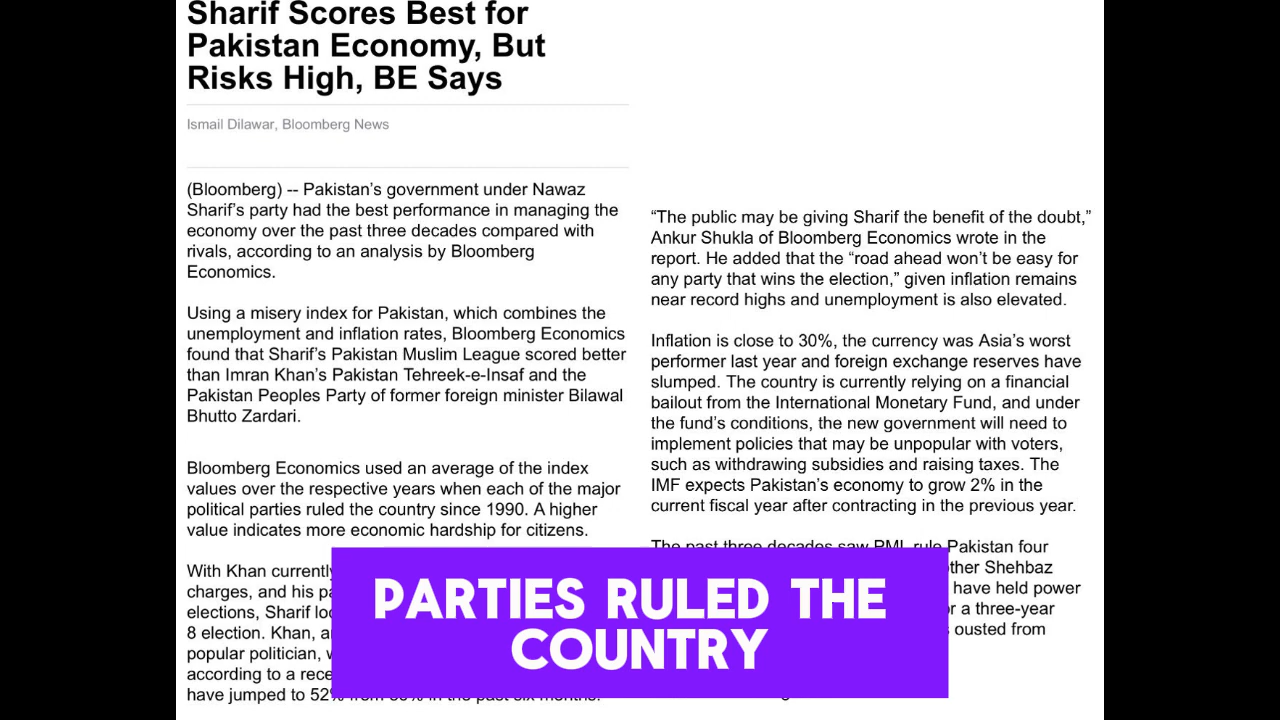 Sharif Scores Best for
Pakistan Economy, But
Risks High, BE Says
Ismail Dilawar, Bloomberg News
(Bloomberg) -- Pakistan’s government under Nawaz
Sharif’s party had the best performance in managing the
economy over the past three decades compared with
rivals, according to an analysis by Bloomberg
Economics.
Using a misery index for Pakistan, which combines the
unemployment and inflation rates, Bloomberg Economics
found that Sharif’s Pakistan Muslim League scored better
than Imran Khan’s Pakistan Tehreek-e-Insaf and the
Pakistan Peoples Party of former foreign minister Bilawal
Bhutto Zardari.
Bloomberg Economics used an average of the index
values over the respective years when each of the major
political parties ruled the country since 1990. A higher
value indicates more economic hardship for citizens.
With Khan currently
charges, and his
elections, Sharif
8 election. Khan,
popular politician,
according to a
have jumped to 52%
“The public may be giving Sharif the benefit of the doubt,”
Ankur Shukla of Bloomberg Economics wrote in the
report. He added that the “road ahead won’t be easy for
any party that wins the election,” given inflation remains
near record highs and unemployment is also elevated.
Inflation is close to 30%, the currency was Asia’s worst
performer last year and foreign exchange reserves have
slumped. The country is currently relying on a financial
bailout from the International Monetary Fund, and under
the fund’s conditions, the new government will need to
implement policies that may be unpopular with voters,
such as withdrawing subsidies and raising taxes. The
IMF expects Pakistan’s economy to grow 2% in the
current fiscal year after contracting in the previous year.
The past three decades saw PML rule Pakistan four
Shehbaz
have held power
a three-year
ousted from
PARTIES RULED THE
COUNTRY